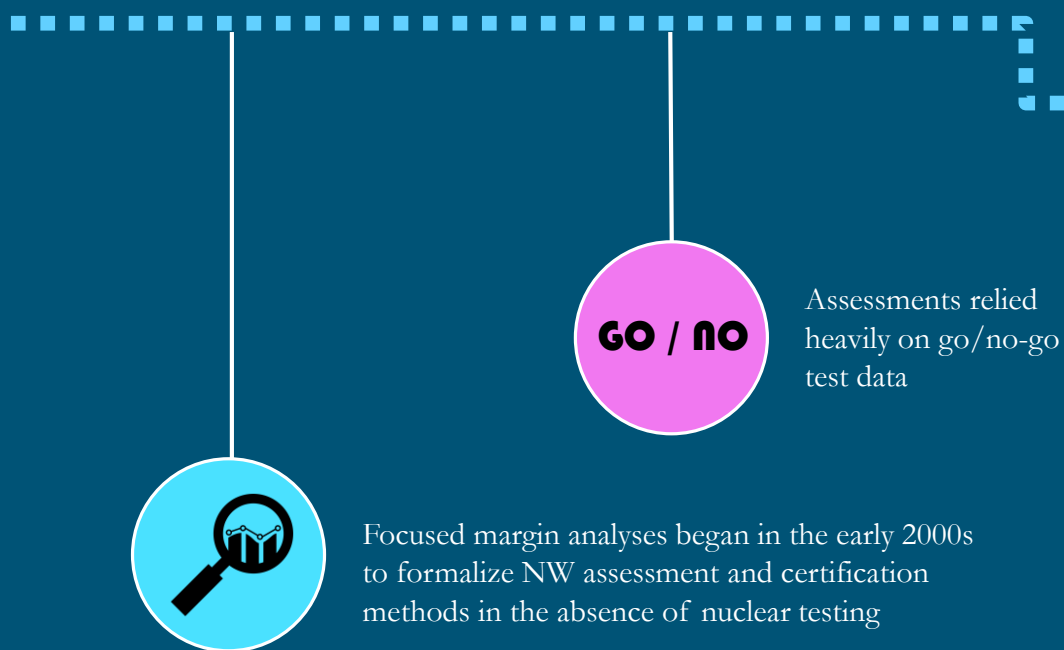 GO / NO
Assessments relied
heavily on go/no-go
test data
Focused margin analyses began in the early 2000s
to formalize NW assessment and certification
methods in the absence of nuclear testing